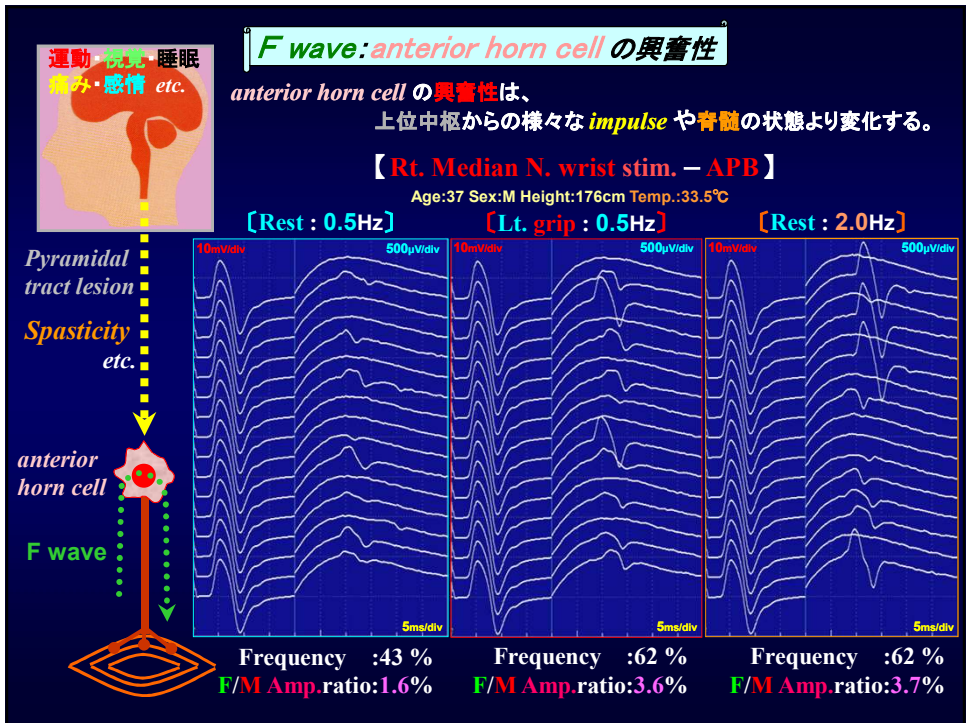 F wave:anterior horn cell の興奮性
運動・視覚・睡眠
痛み・感情 etc.
anterior horn cell の興奮性は、
上位中枢からの様々な impulse や脊髄の状態より変化する。
【 Rt. Median N. wrist stim. – APB 】
Age:37 Sex:M Height:176cm Temp.:33.5℃
〔Rest : 0.5Hz〕
10mV/div
500μV/div
5ms/div
Frequency :43 %
F/M Amp.ratio:1.6%
〔Lt. grip : 0.5Hz〕
10mV/div
500μV/div
5ms/div
Frequency :62 %
F/M Amp.ratio:3.6%
〔Rest : 2.0Hz〕
10mV/div
500μV/div
5ms/div
Frequency :62 %
F/M Amp.ratio:3.7%
Pyramidal
tract lesion
Spasticity
etc.
anterior
horn cell
F wave